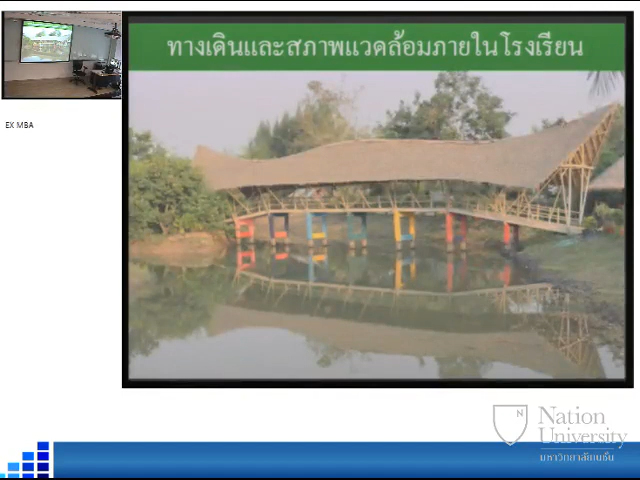 ทางเดินและสภาพแวดล้อมภายในโรงเรียน
EX MBA
N
Nation
University
มหาวิทยาลัยเนชั่น